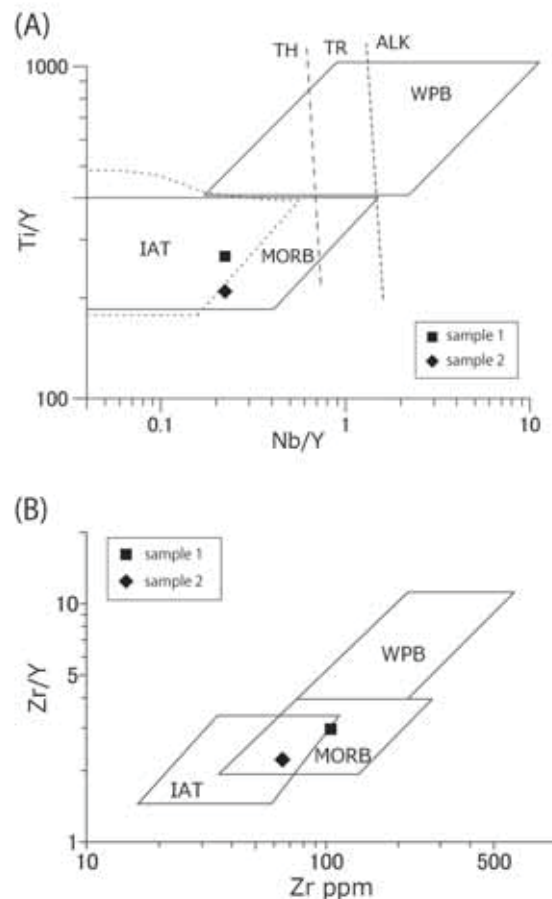 (A)
TH TR ALK
1000
WPB
Ti/Y
IAT
MORB
sample 1
sample 2
100
0.1 1 10
Nb/Y
(B)
sample 1
sample 2
10
WPB
Zr/Y
5
MORB
IAT
1
10 100 500
Zr ppm